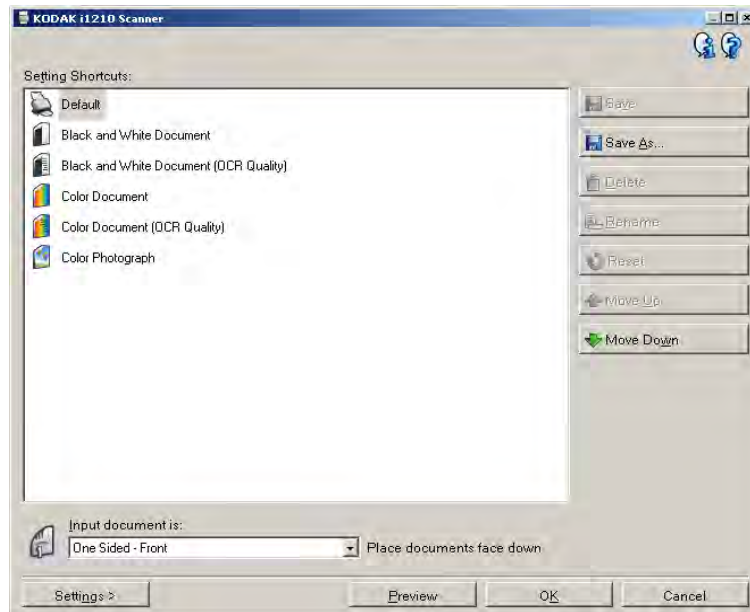 KODAK i1210 Scanner
Setting Shortcuts:
Default
Black and White Document
Black and White Document (OCR Quality)
Color Document
Color Document (OCR Quality)
Color Photograph
Save
Save As...
Delete
Rename
Reset
Move Up
Move Down
Input document is:
One Sided - Front
Place documents face down
Settings >
Preview
OK
Cancel